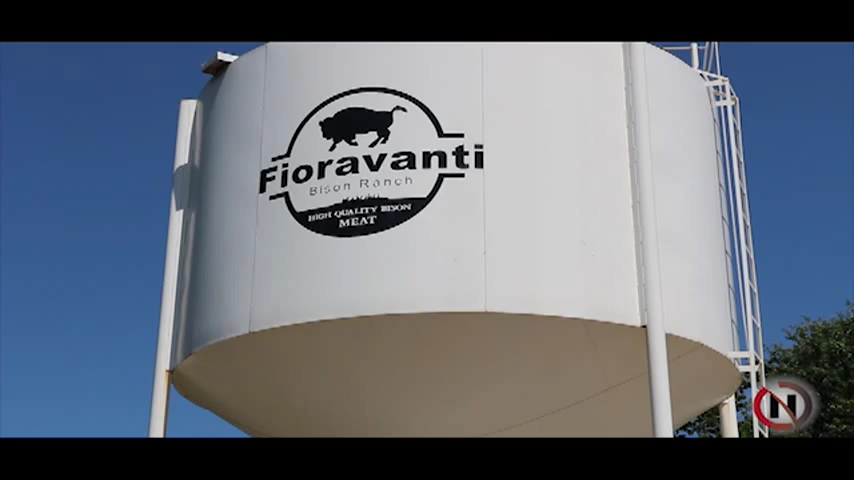 Fioravanti
Bison Ranch
HIGH QUALITY BISON
MEAT
H